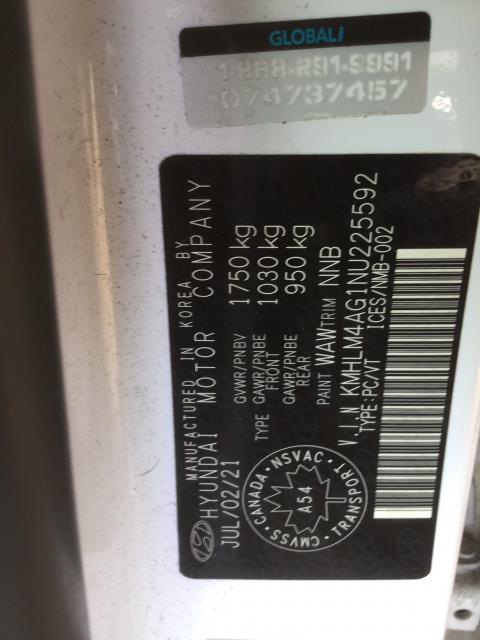 GLOBALi
1-888-891-9991
S074737457
MANUFACTURED IN KOREA BY
HYUNDAI MOTOR COMPANY
JUL/02/21
GVWR/PNBV 1750 kg
TYPE GAWR/PNBE FRONT 1030 kg
GAWR/PNBE REAR 950 kg
PAINT WAW TRIM NNB
V.I.N KMHLM4AG1NU225592
TYPE:PC/VT ICES/NMB-002
CANADA · NSVAC · TRANSPORT · CMVSS ·
A54